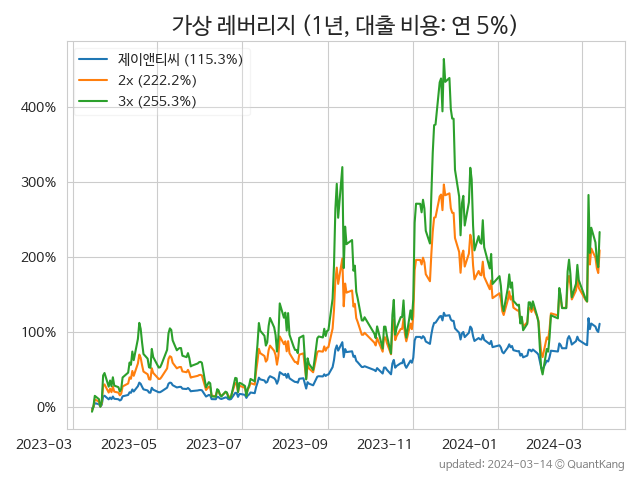 가상 레버리지 (1년, 대출 비용: 연 5%)
제이앤티씨 (115.3%)
2x (222.2%)
3x (255.3%)
400%
300%
200%
100%
0%
2023-03 2023-05 2023-07 2023-09 2023-11 2024-01 2024-03
updated: 2024-03-14 © QuantKang